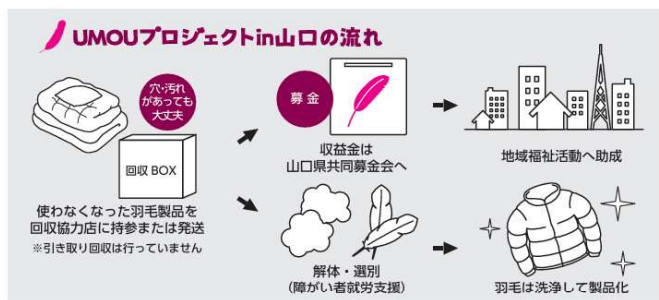 UMOUプロジェクトin山口の流れ
穴・汚れ
があっても
大丈夫
回収 BOX
使わなくなった羽毛製品を
回収協力店に持参または発送
※引き取り回収は行っていません
募金
収益金は
山口県共同募金会へ
地域福祉活動へ助成
解体・選別
(障がい者就労支援)
羽毛は洗浄して製品化